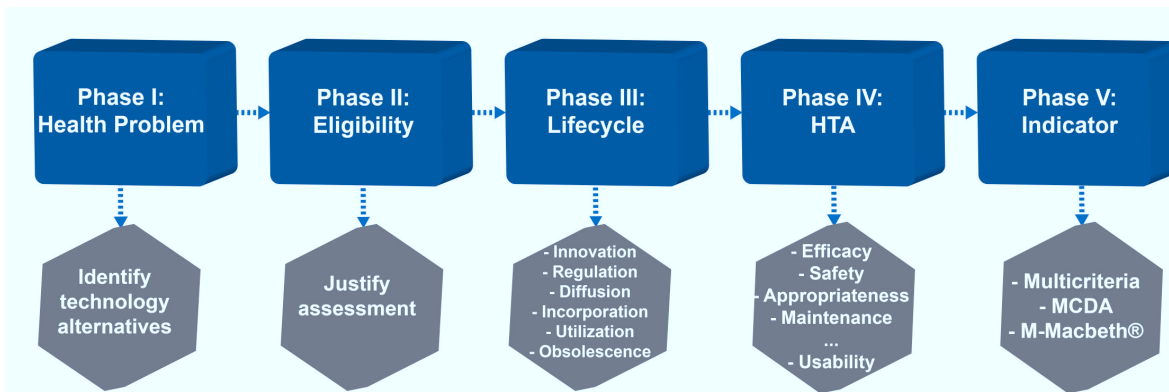 Phase I:
Health Problem
Phase II:
Eligibility
Phase III:
Lifecycle
Phase IV:
HTA
Phase V:
Indicator
Identify
technology
alternatives
Justify
assessment
- Innovation
- Regulation
- Diffusion
- Incorporation
- Utilization
- Obsolescence
- Efficacy
- Safety
- Appropriateness
- Maintenance
...
- Usability
- Multicriteria
- MCDA
- M-Macbeth®